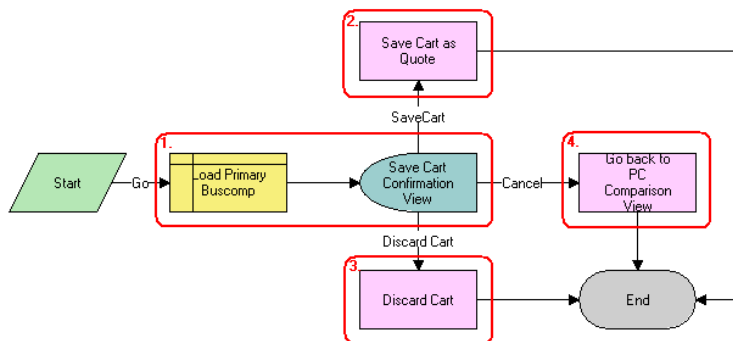 2.
Save Cart as
Quote
SaveCart
1.
4.
Start
Go
Load Primary
Buscomp
Save Cart
Confirmation
View
Cancel
Go back to
PC
Comparison
View
Discard Cart
3.
Discard Cart
End